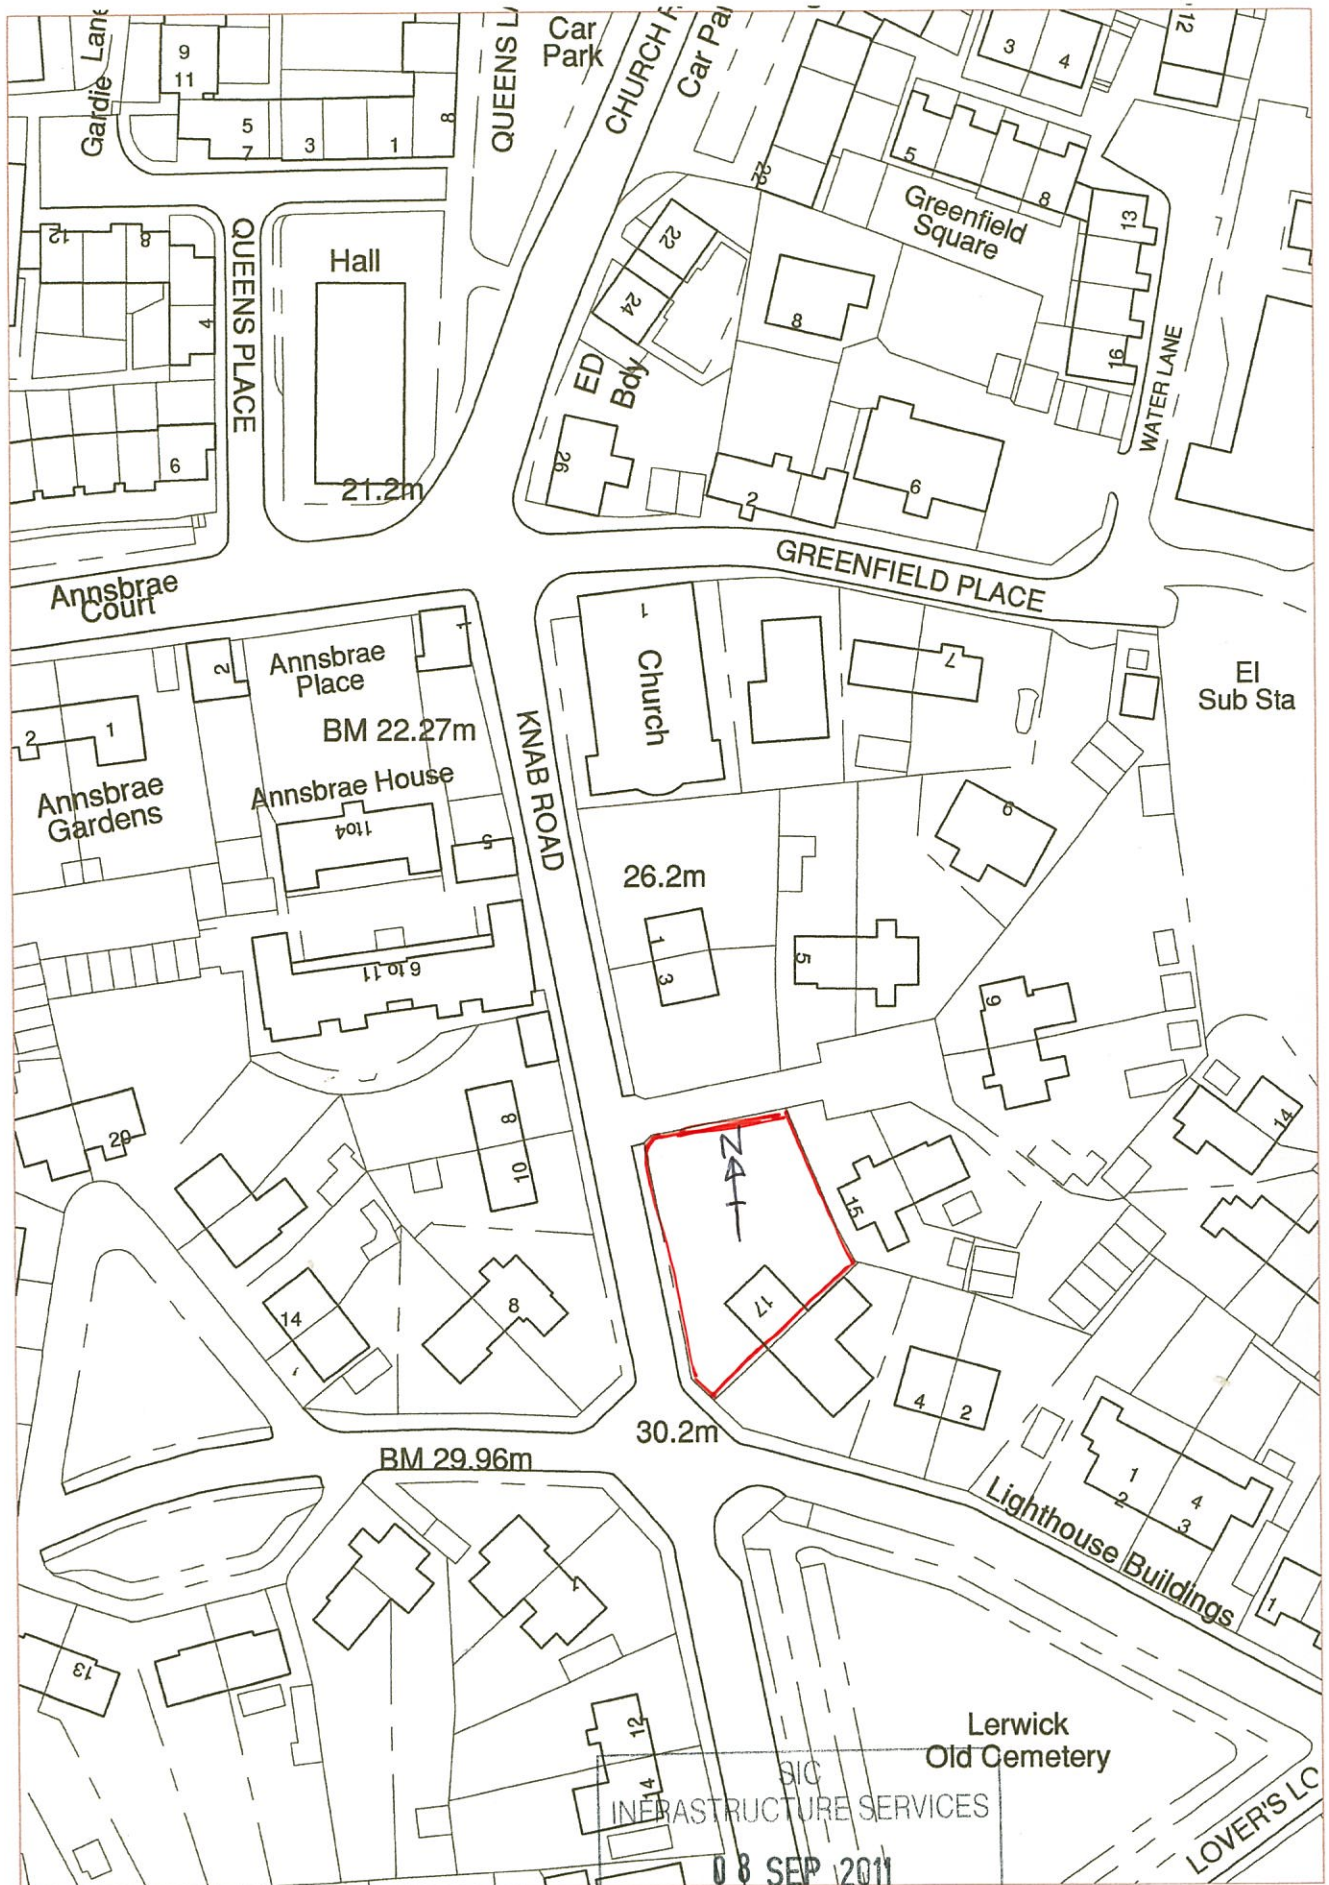 Gardie Lane
9
11
5
7
3
1
8
QUEENS
Car
Park
CHURCH
Car
3
4
12
5
8
Greenfield
Square
13
22
22
24
8
16
WATER LANE
12
8
4
QUEENS PLACE
Hall
ED
Bdy
6
21.2m
26
2
6
GREENFIELD PLACE
Annsbrae
Court
1
1
Church
7
El
Sub Sta
2
Annsbrae
Place
2
1
BM 22.27m
KNAB ROAD
Annsbrae
Gardens
Annsbrae House
1to4
5
26.2m
1
3
5
9
6 to 11
8
10
20
14
15
N
17
14
8
4
2
30.2m
BM 29.96m
1
2
4
3
Lighthouse Buildings
1
1
13
12
14
Lerwick
Old Cemetery
SIC
INFRASTRUCTURE SERVICES
08 SEP 2011
LOVER'S